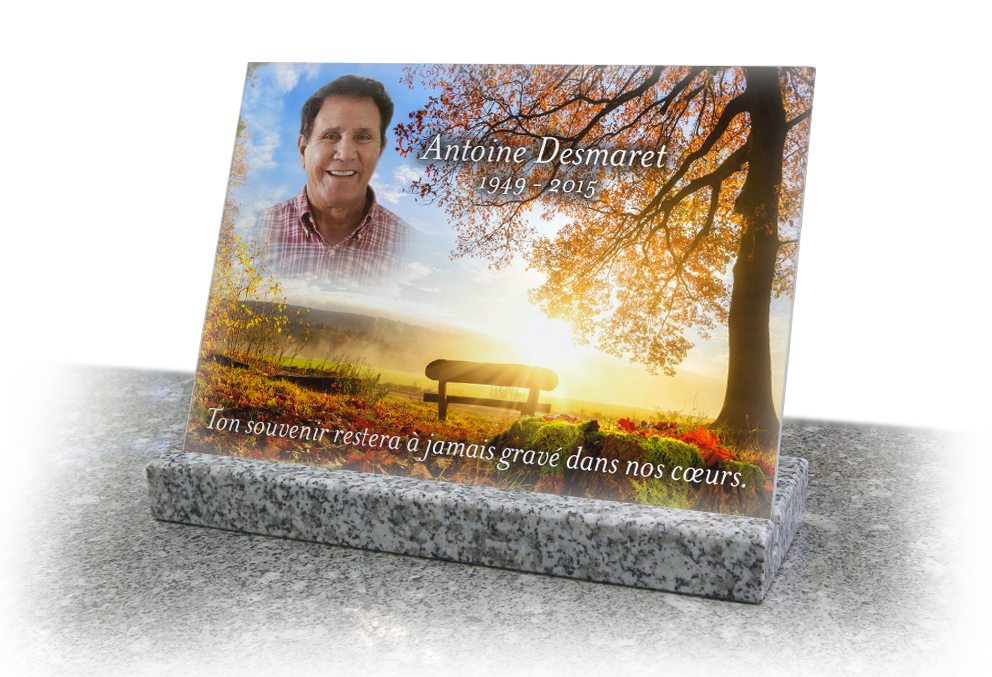 Antoine Desmaret
1949 - 2015
Ton souvenir restera à jamais gravé dans nos cœurs.